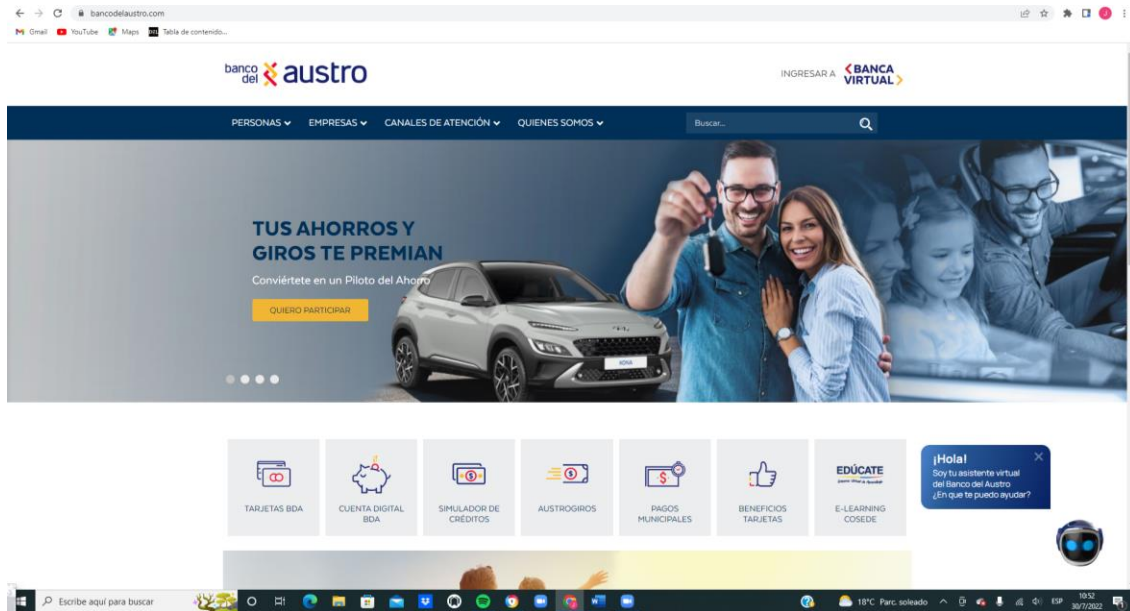 bancodelaustro.com
Gmail YouTube Maps Tabla de contenido...
banco del austro
INGRESAR A BANCA VIRTUAL
PERSONAS EMPRESAS CANALES DE ATENCIÓN QUIENES SOMOS Buscar...
TUS AHORROS Y
GIROS TE PREMIAN
Conviértete en un Piloto del Ahorro
QUIERO PARTICIPAR
KONA
TARJETAS BDA
CUENTA DIGITAL
BDA
SIMULADOR DE
CRÉDITOS
AUSTROGIROS
PAGOS
MUNICIPALES
BENEFICIOS
TARJETAS
EDÚCATE
E-LEARNING
COSEDE
¡Hola!
Soy tu asistente virtual
del Banco del Austro
¿En que te puedo ayudar?
Escribe aquí para buscar
18°C Parc. soleado
ESP
10:52
30/7/2022